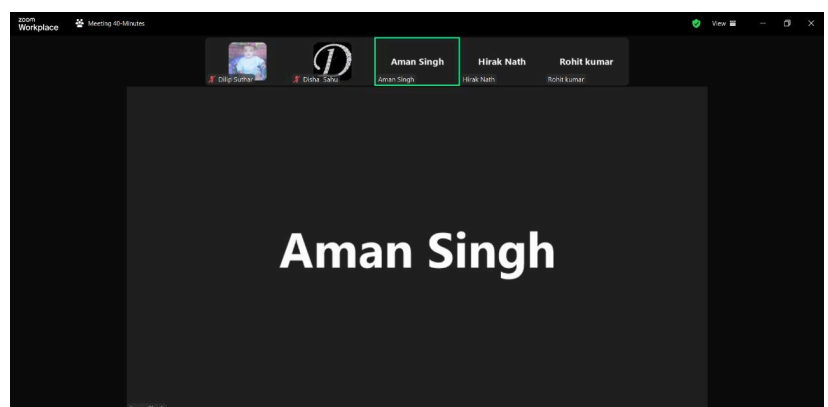 zoom
Workplace
Meeting 40-Minutes
View
D
Aman Singh
Hirak Nath
Rohit kumar
Dilip Suthar
Disha Sahu
Aman Singh
Hirak Nath
Rohit kumar
Aman Singh